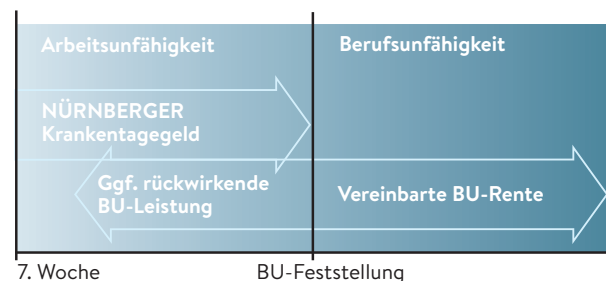 Arbeitsunfähigkeit
Berufsunfähigkeit
NÜRNBERGER
Krankentagegeld
Ggf. rückwirkende
BU-Leistung
Vereinbarte BU-Rente
7. Woche
BU-Feststellung